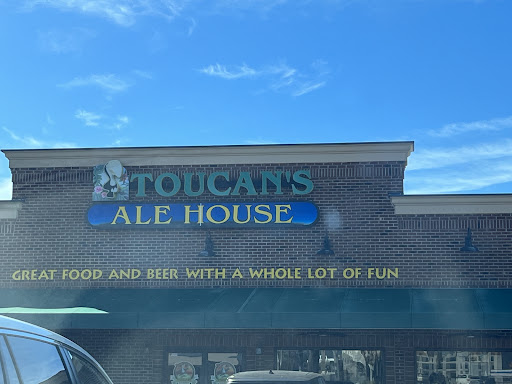 TOUCAN'S
ALE HOUSE
GREAT FOOD AND BEER WITH A WHOLE LOT OF FUN